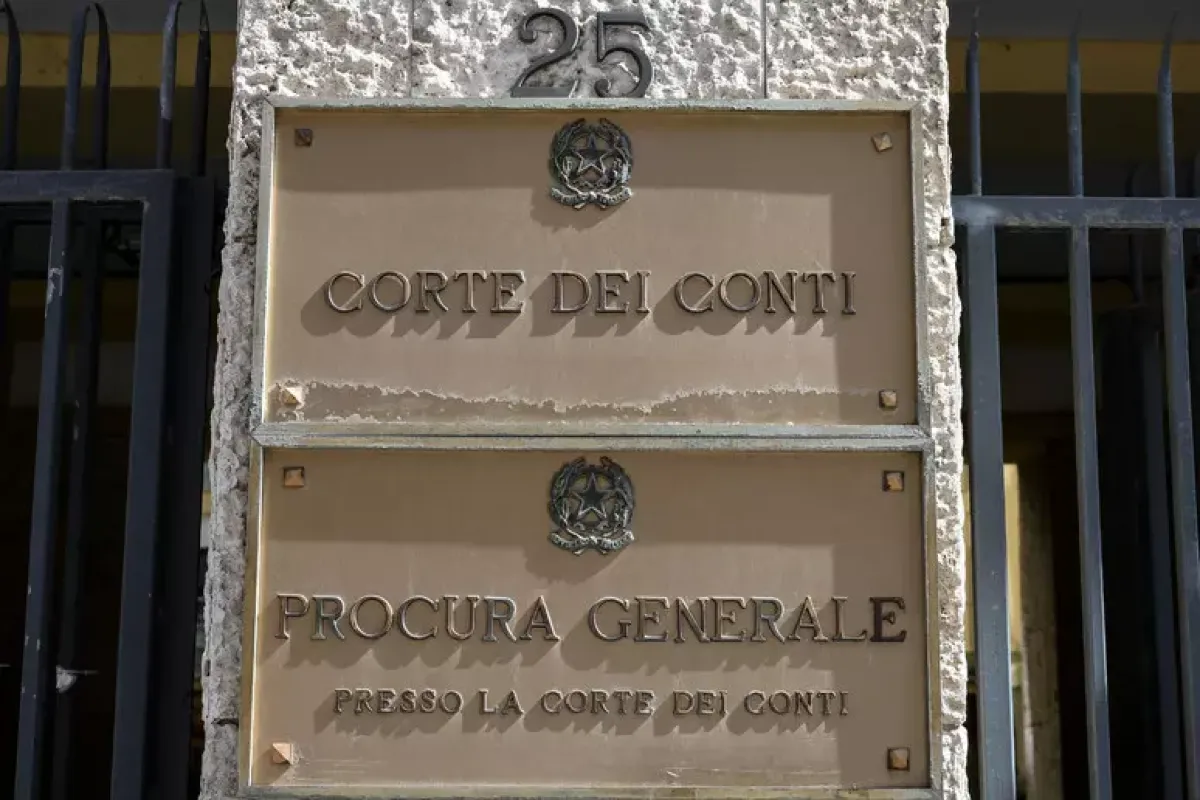 25
CORTE DEI CONTI
PROCURA GENERALE
PRESSO LA CORTE DEI CONTI